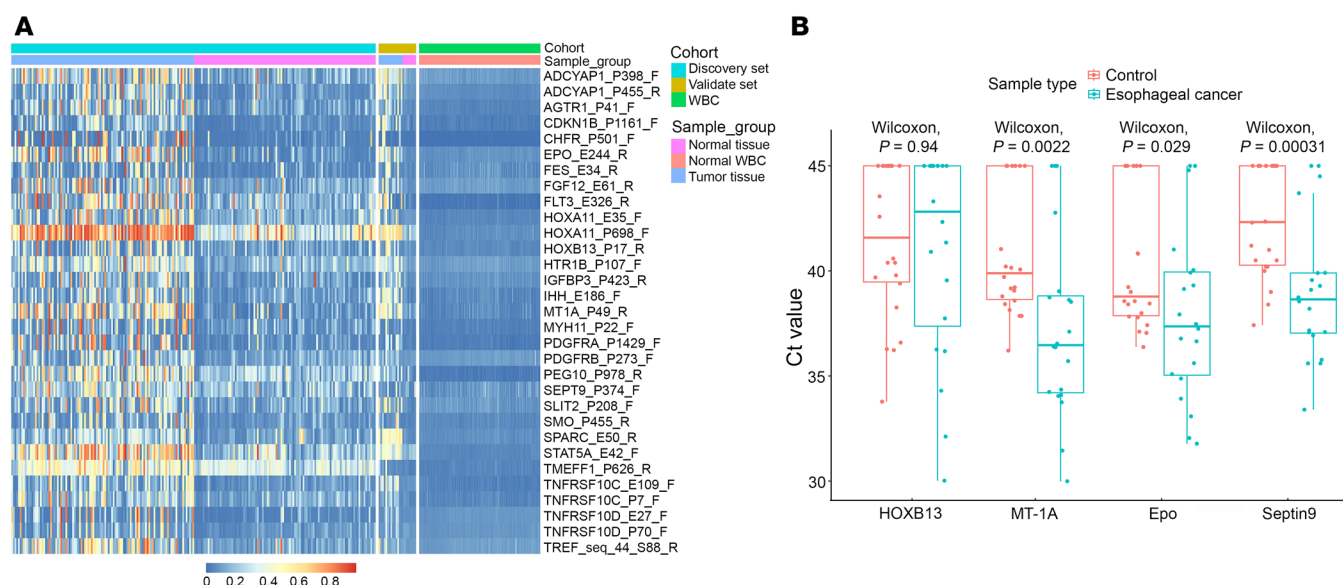 A
Cohort
Sample_group
ADCYAP1_P398_F
ADCYAP1_P455_R
AGTR1_P41_F
CDKN1B_P1161_F
CHFR_P501_F
EPO_E244_R
FES_E34_R
FGF12_E61_R
FLT3_E326_R
HOXA11_E35_F
HOXA11_P698_F
HOXB13_P17_R
HTR1B_P107_F
IGFBP3_P423_R
IHH_E186_F
MT1A_P49_R
MYH11_P22_F
PDGFRA_P1429_F
PDGFRB_P273_F
PEG10_P978_R
SEPT9_P374_F
SLIT2_P208_F
SMO_P455_R
SPARC_E50_R
STAT5A_E42_F
TMEFF1_P626_R
TNFRSF10C_E109_F
TNFRSF10C_P7_F
TNFRSF10D_E27_F
TNFRSF10D_P70_F
TREF_seq_44_S88_R
0 0.2 0.4 0.6 0.8
Cohort
Discovery set
Validate set
WBC
Sample_group
Normal tissue
Normal WBC
Tumor tissue
B
Sample type
Control
Esophageal cancer
Wilcoxon, Wilcoxon, Wilcoxon, Wilcoxon,
P = 0.94 P = 0.0022 P = 0.029 P = 0.00031
Ct value
45
40
35
30
HOXB13 MT-1A Epo Septin9